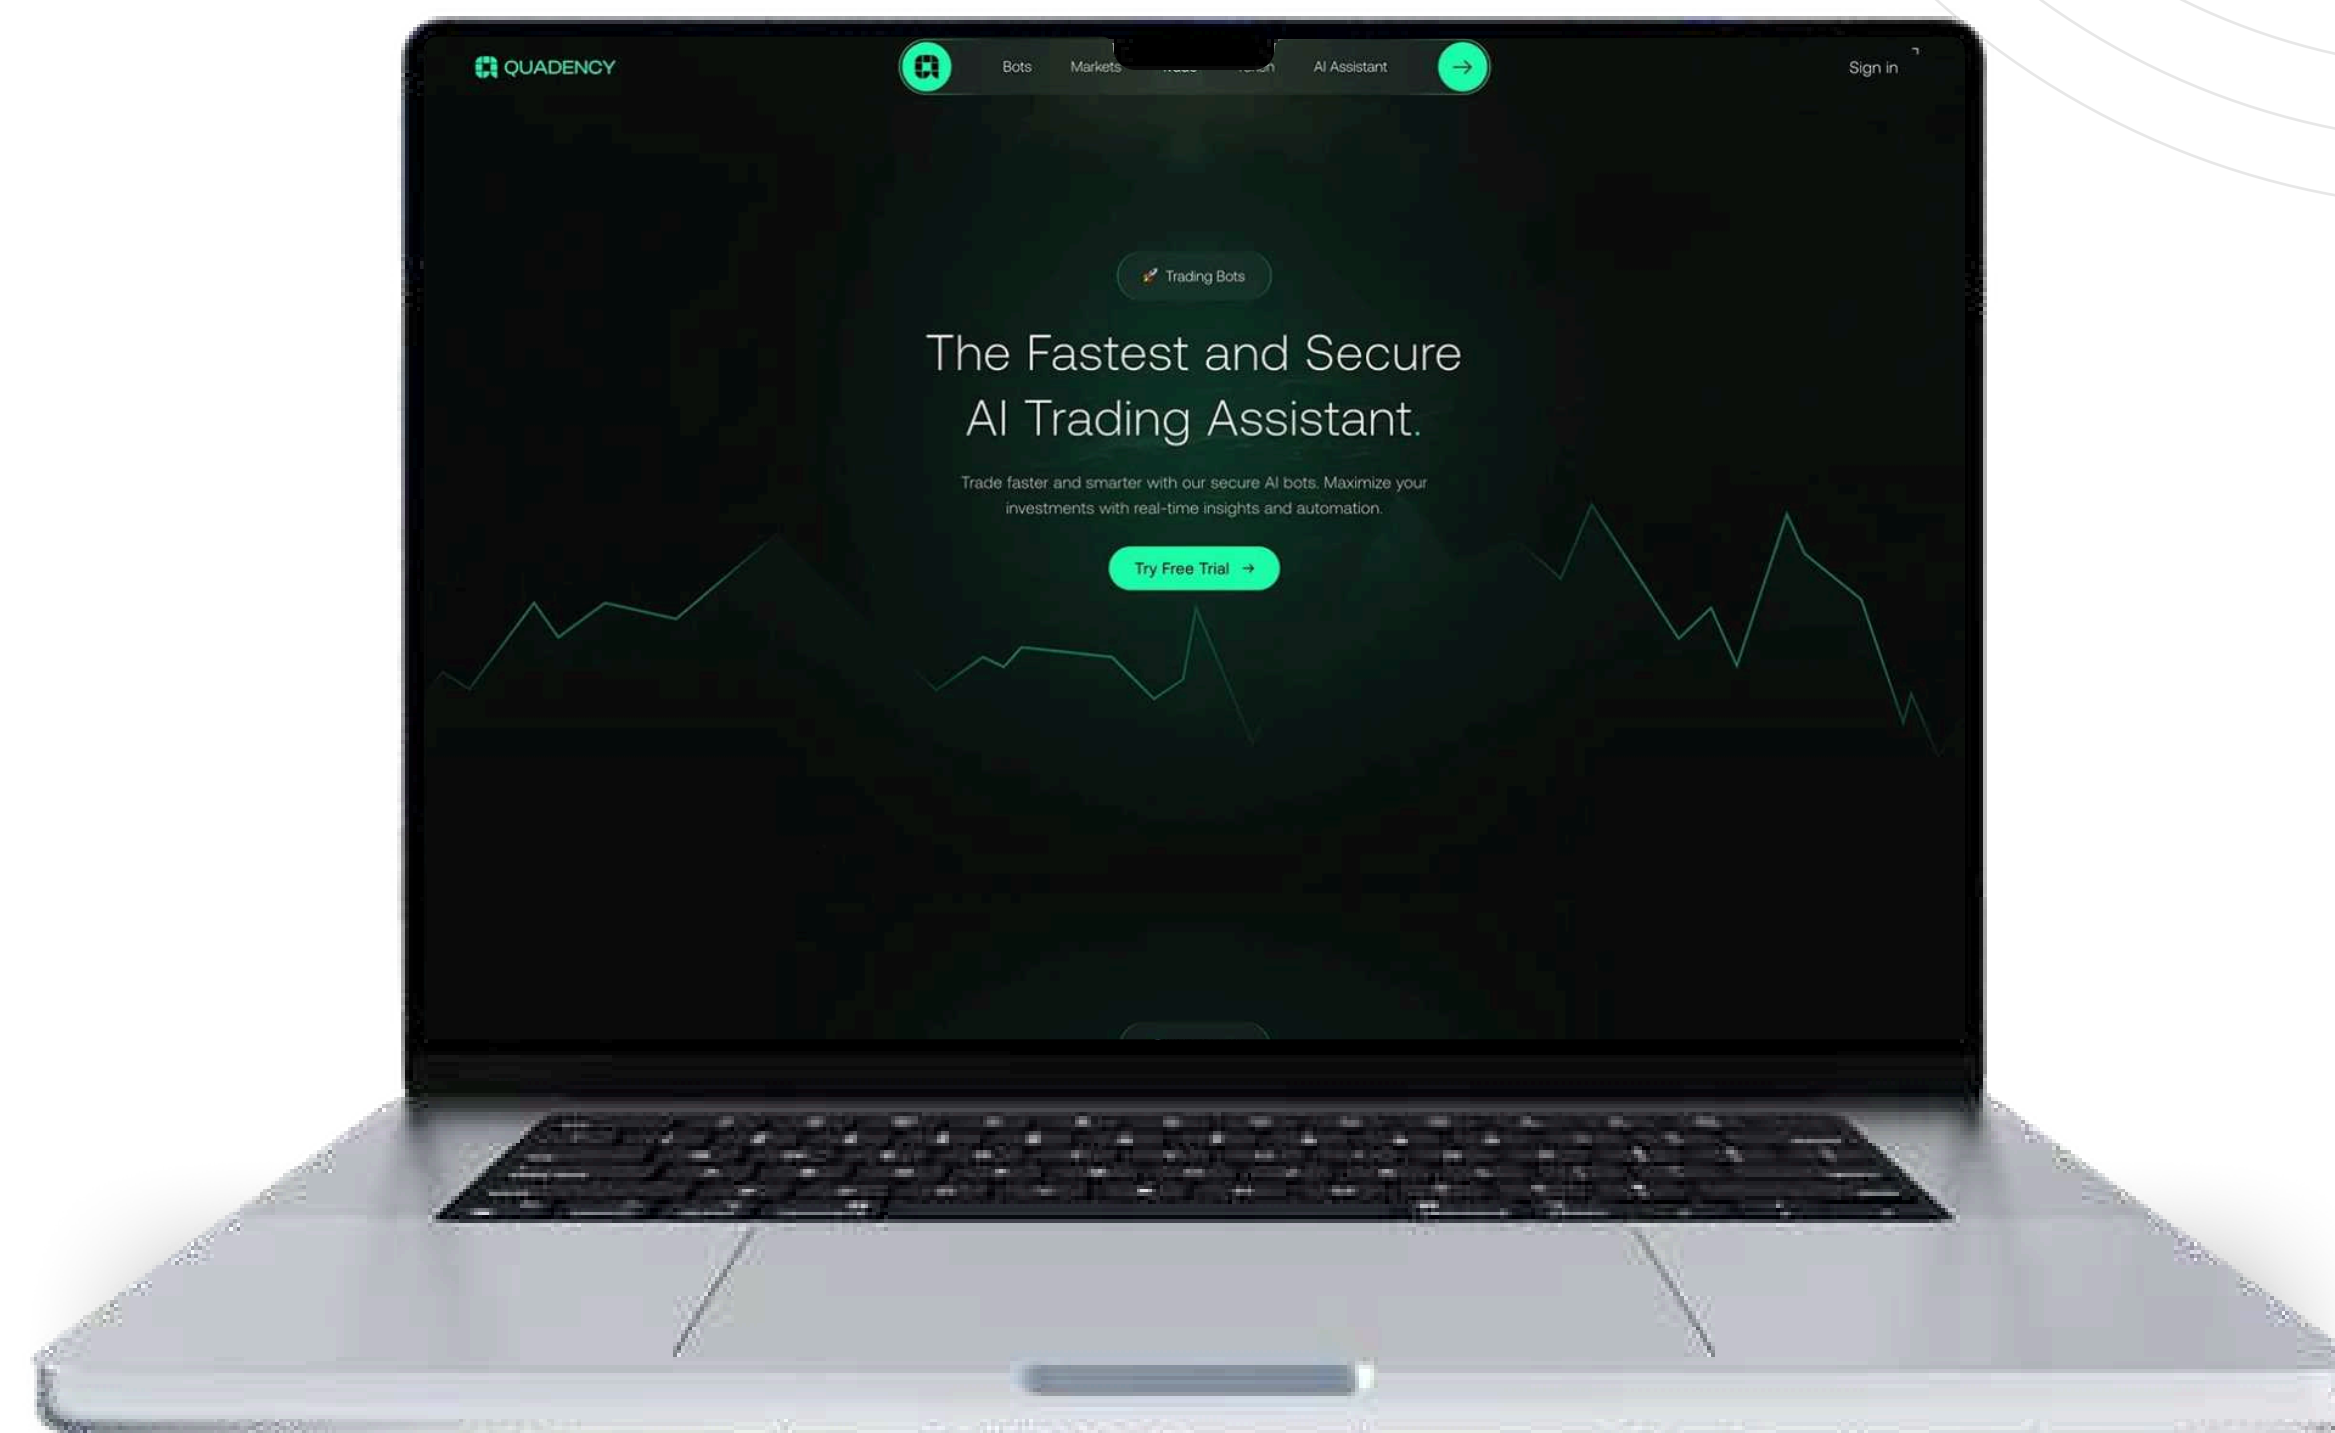 QUADENCY
Bots Markets AI Assistant
Sign in
Trading Bots
The Fastest and Secure
AI Trading Assistant.
Trade faster and smarter with our secure AI bots. Maximize your
investments with real-time insights and automation.
Try Free Trial →